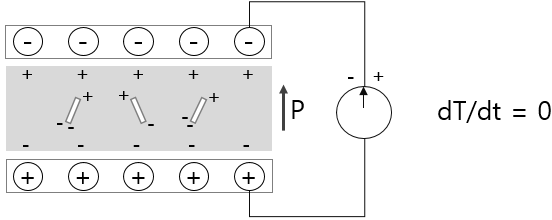 - - - - -
+ + + + +
+ + +
- - - - -
- - - - -
+ + + + +
P
- +
dT/dt = 0